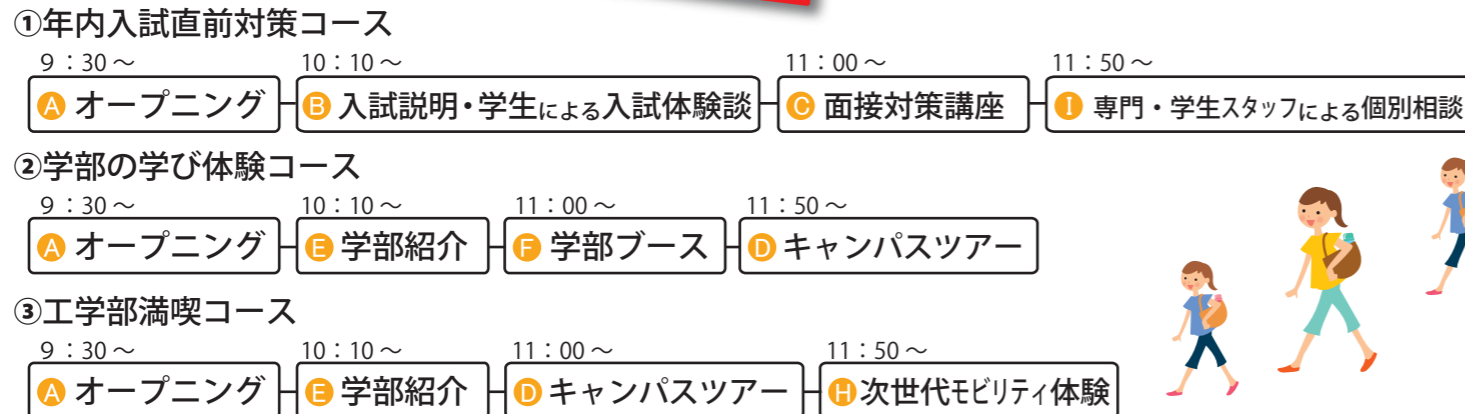 ①年内入試直前対策コース
9：30～ 10：10～ 11：00～ 11：50～
A オープニング B 入試説明・学生による入試体験談 C 面接対策講座 I 専門・学生スタッフによる個別相談
②学部の学び体験コース
9：30～ 10：10～ 11：00～ 11：50～
A オープニング E 学部紹介 F 学部ブース D キャンパスツアー
③工学部満喫コース
9：30～ 10：10～ 11：00～ 11：50～
A オープニング E 学部紹介 D キャンパスツアー H 次世代モビリティ体験